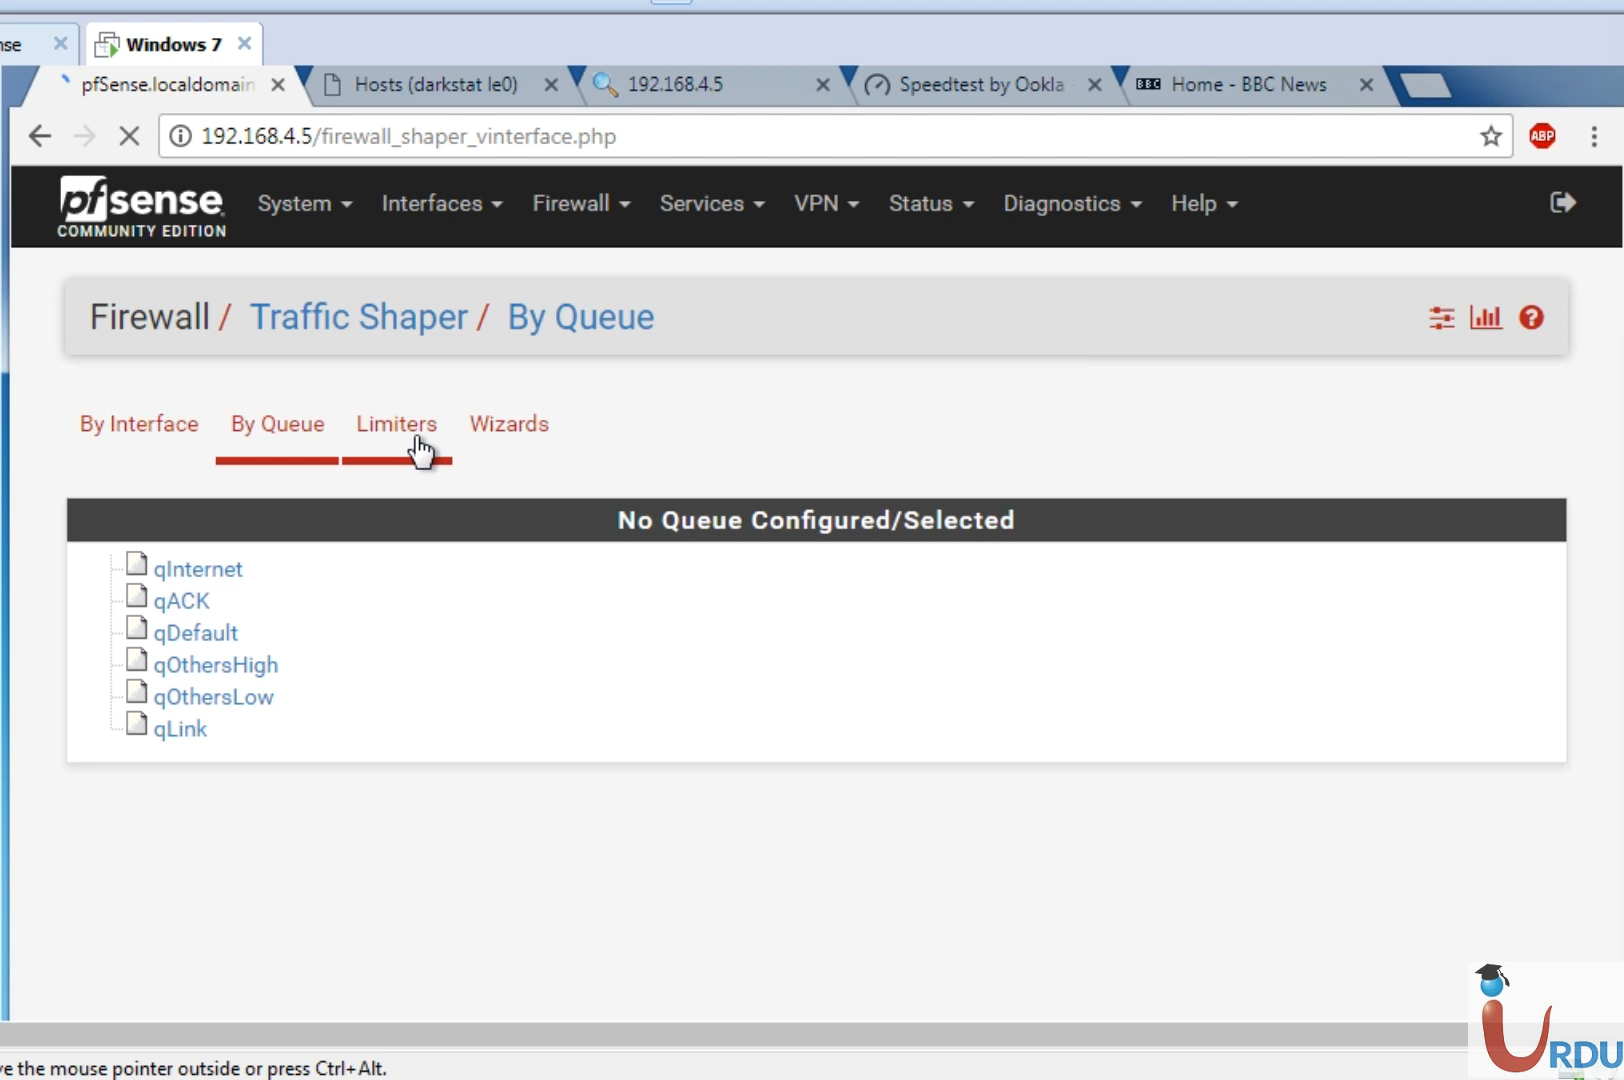 nse
Windows 7
pfSense.localdomain
Hosts (darkstat le0)
192.168.4.5
Speedtest by Ookla
BBC
Home - BBC News
192.168.4.5/firewall_shaper_vinterface.php
ABP
pfsense
COMMUNITY EDITION
System
Interfaces
Firewall
Services
VPN
Status
Diagnostics
Help
Firewall / Traffic Shaper / By Queue
By Interface
By Queue
Limiters
Wizards
No Queue Configured/Selected
qInternet
qACK
qDefault
qOthersHigh
qOthersLow
qLink
iURDU
ve the mouse pointer outside or press Ctrl+Alt.